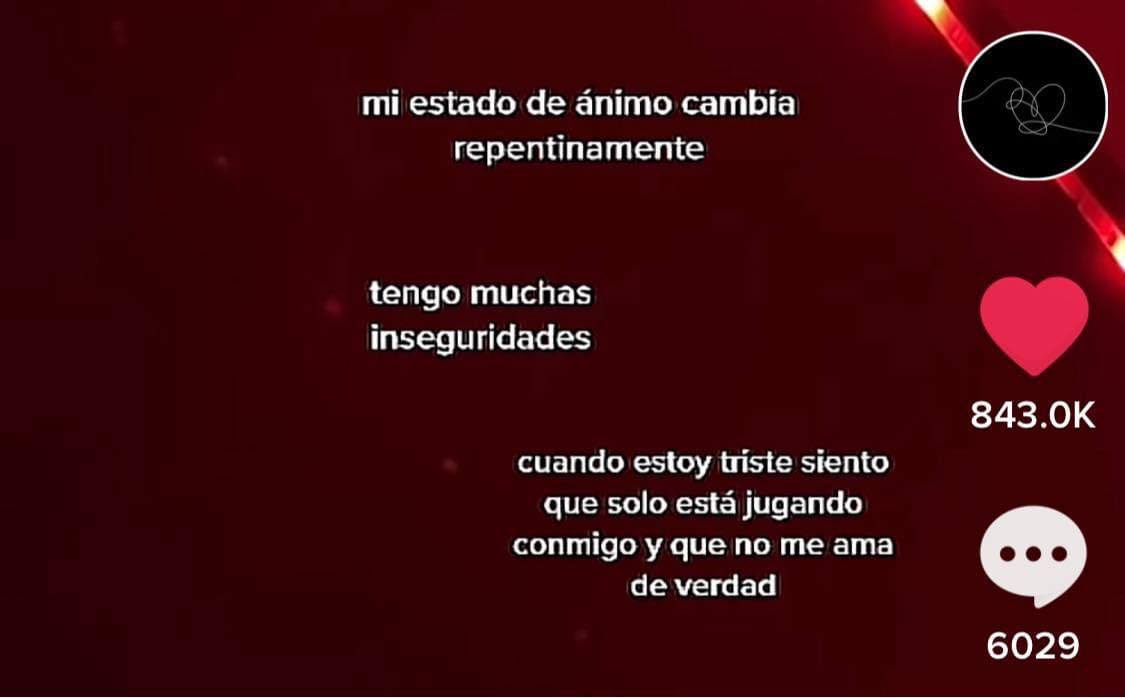 mi estado de ánimo cambia
repentinamente
tengo muchas
inseguridades
843.0K
cuando estoy triste siento
que solo está jugando
conmigo y que no me ama
de verdad
6029